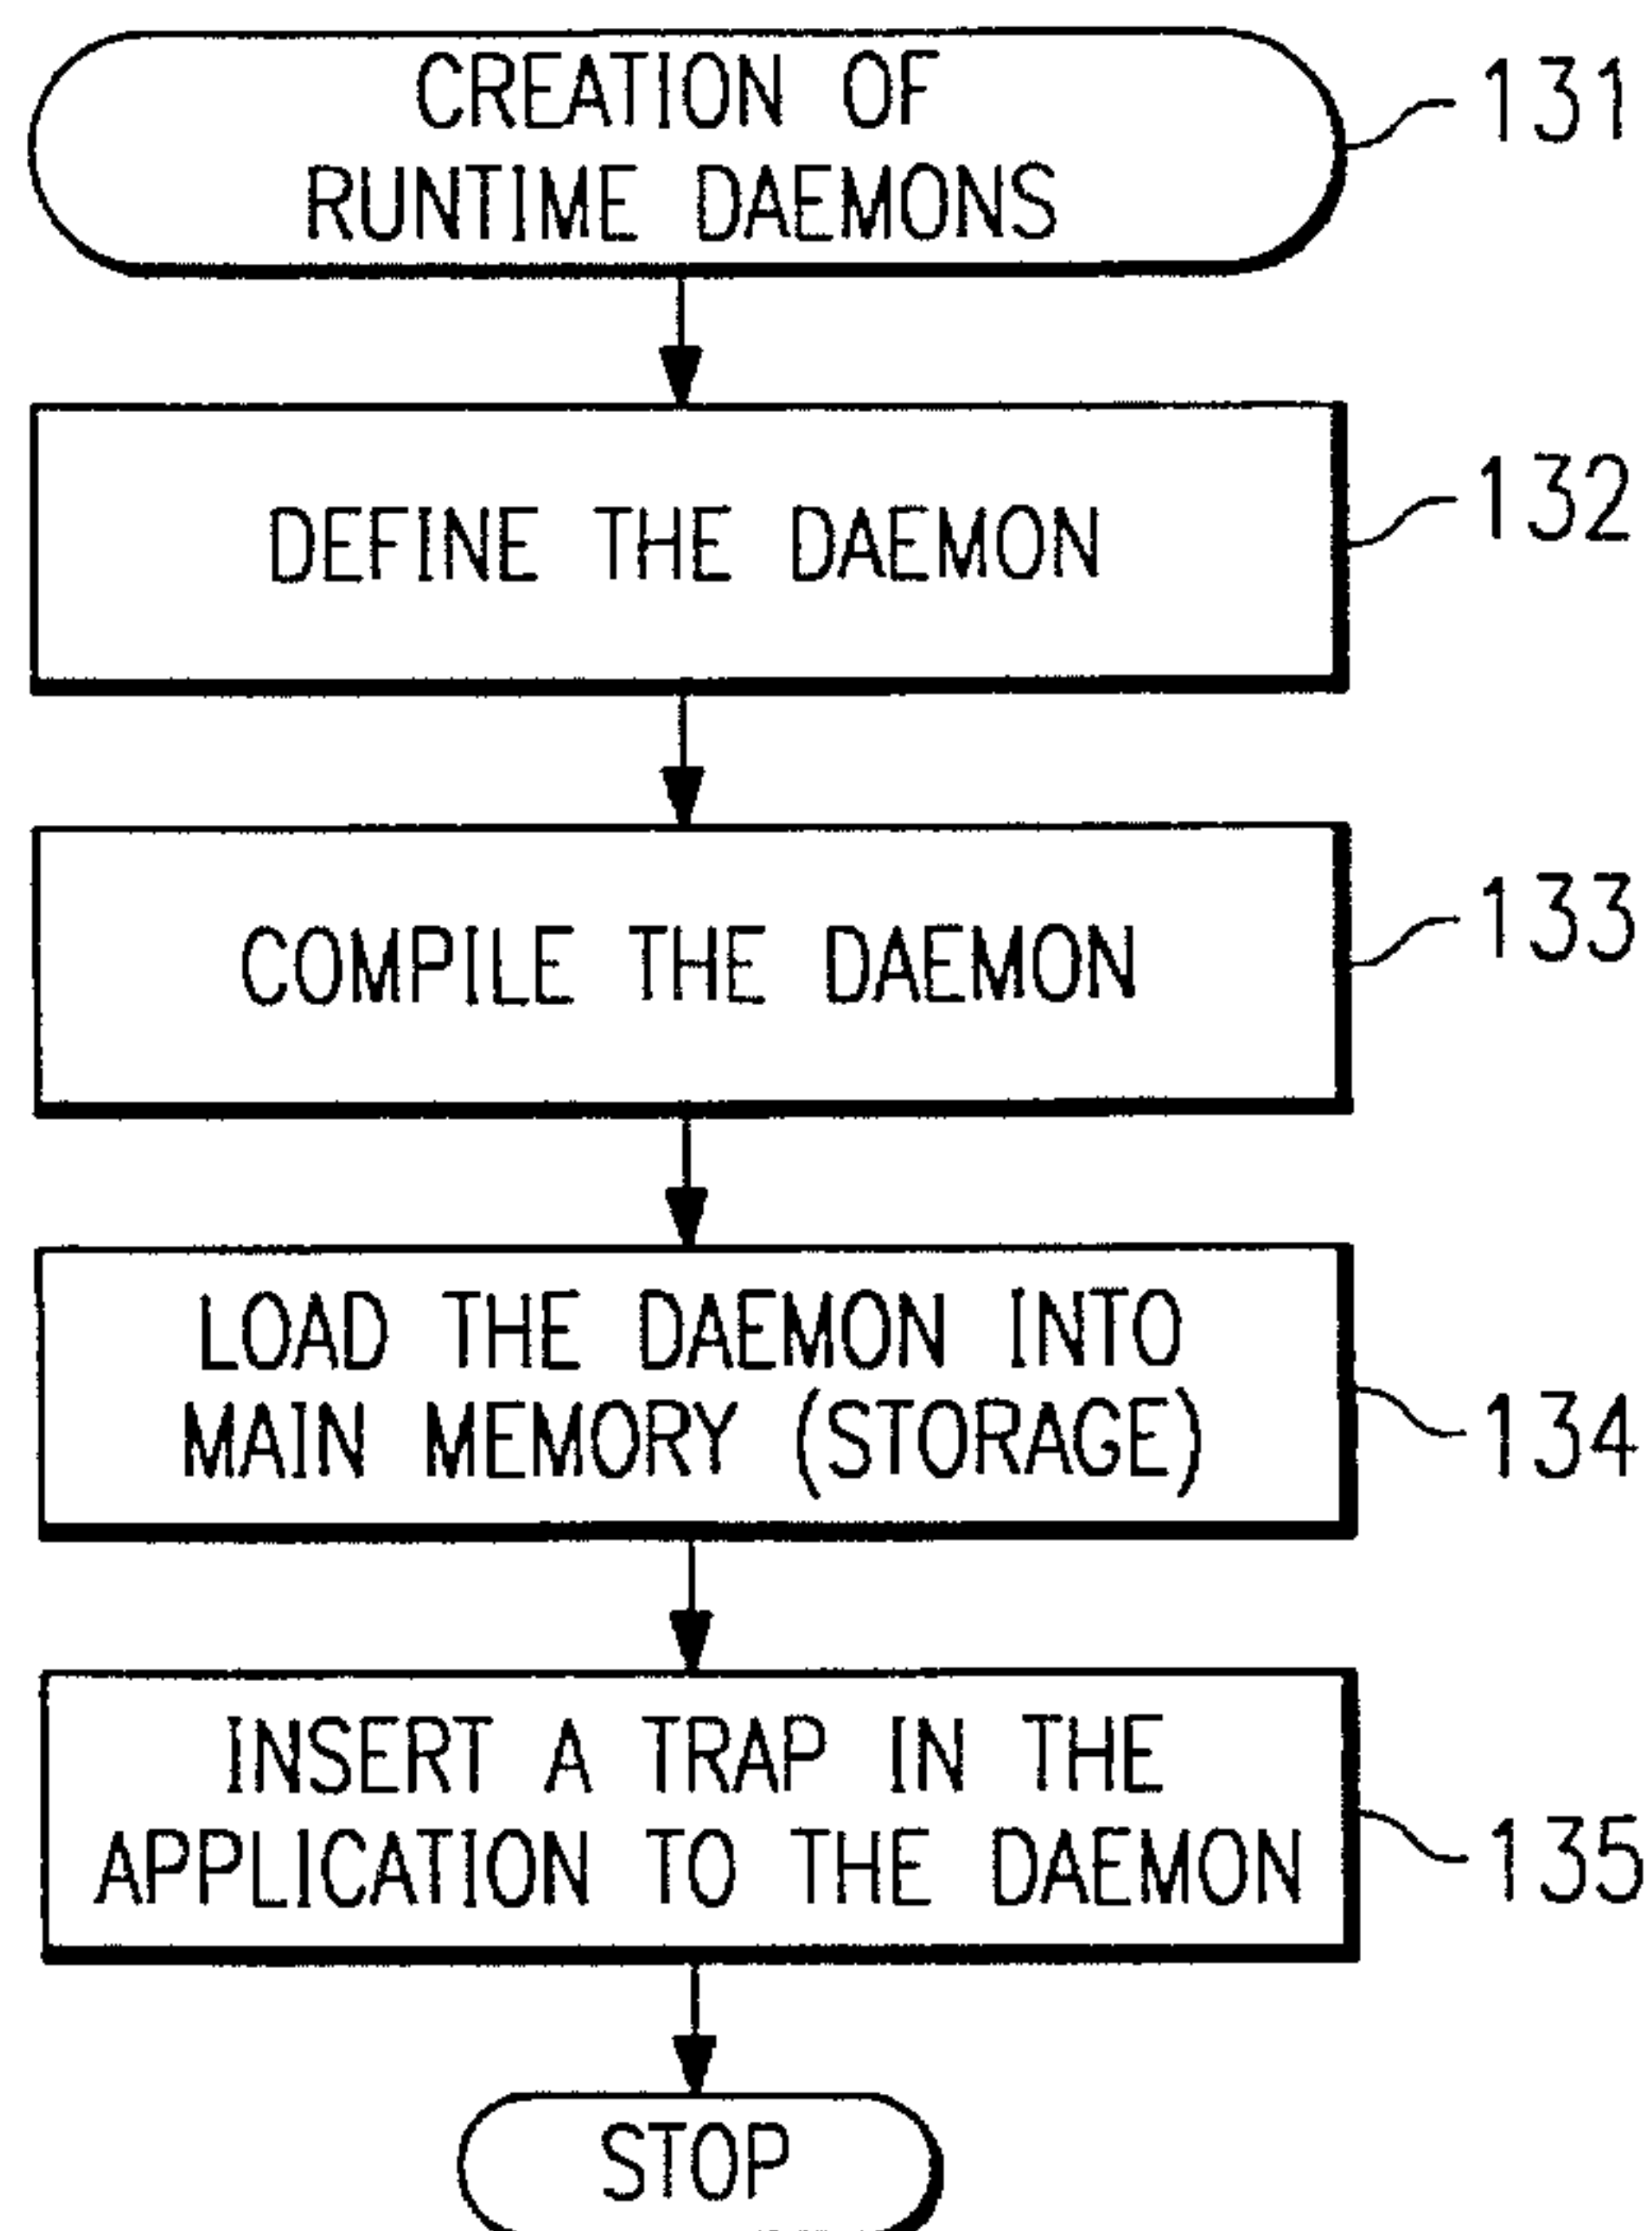 CREATION OF
RUNTIME DAEMONS
131
DEFINE THE DAEMON
132
COMPILE THE DAEMON
133
LOAD THE DAEMON INTO
MAIN MEMORY (STORAGE)
134
INSERT A TRAP IN THE
APPLICATION TO THE DAEMON
135
STOP